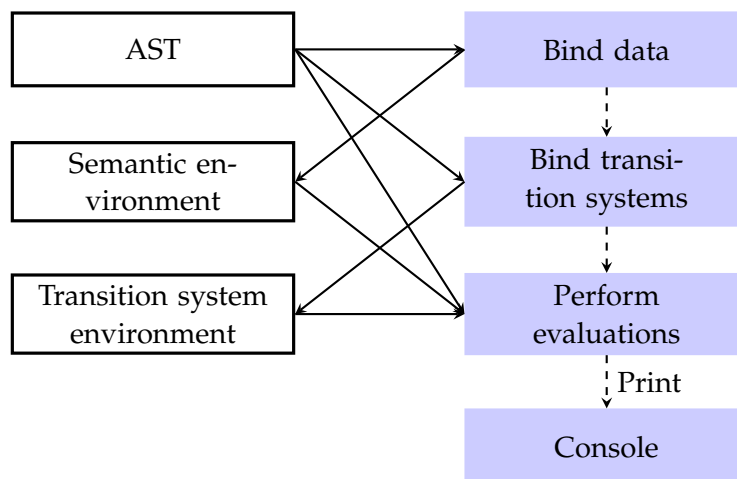 AST
Bind data
Semantic en-
vironment
Bind transi-
tion systems
Transition system
environment
Perform
evaluations
Print
Console